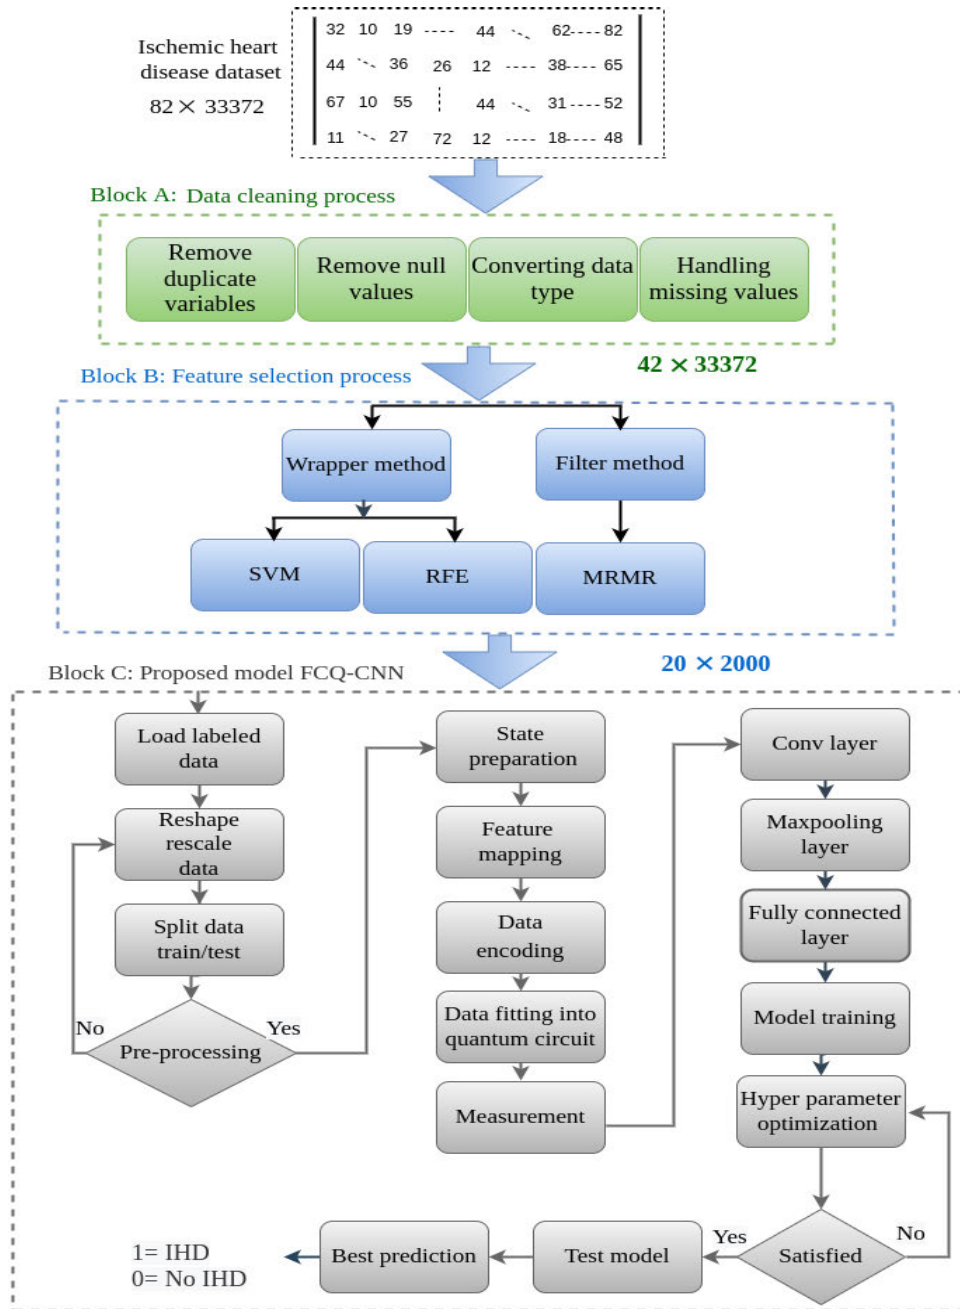 Ischemic heart
disease dataset
82 × 33372
32 10 19 ---- 44 ---- 62 ---- 82
44 ---- 36 26 12 ---- 38 ---- 65
67 10 55 44 ---- 31 ---- 52
11 ---- 27 72 12 ---- 18 ---- 48
Block A: Data cleaning process
Remove
duplicate
variables
Remove null
values
Converting data
type
Handling
missing values
42 × 33372
Block B: Feature selection process
Wrapper method
Filter method
SVM
RFE
MRMR
20 × 2000
Block C: Proposed model FCQ-CNN
Load labeled
data
Reshape
rescale
data
Split data
train/test
No
Yes
Pre-processing
State
preparation
Feature
mapping
Data
encoding
Data fitting into
quantum circuit
Measurement
Conv layer
Maxpooling
layer
Fully connected
layer
Model training
Hyper parameter
optimization
Satisfied
No
Yes
Test model
Best prediction
1= IHD
0= No IHD